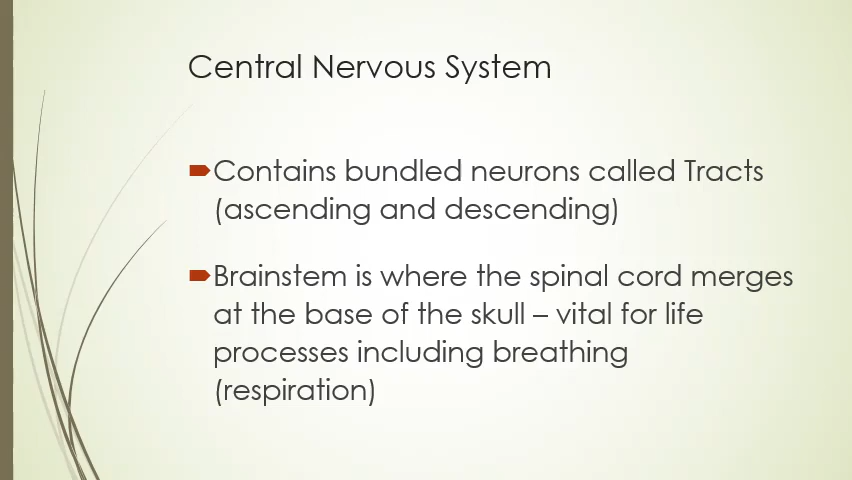 Central Nervous System
Contains bundled neurons called Tracts
(ascending and descending)
Brainstem is where the spinal cord merges
at the base of the skull – vital for life
processes including breathing
(respiration)